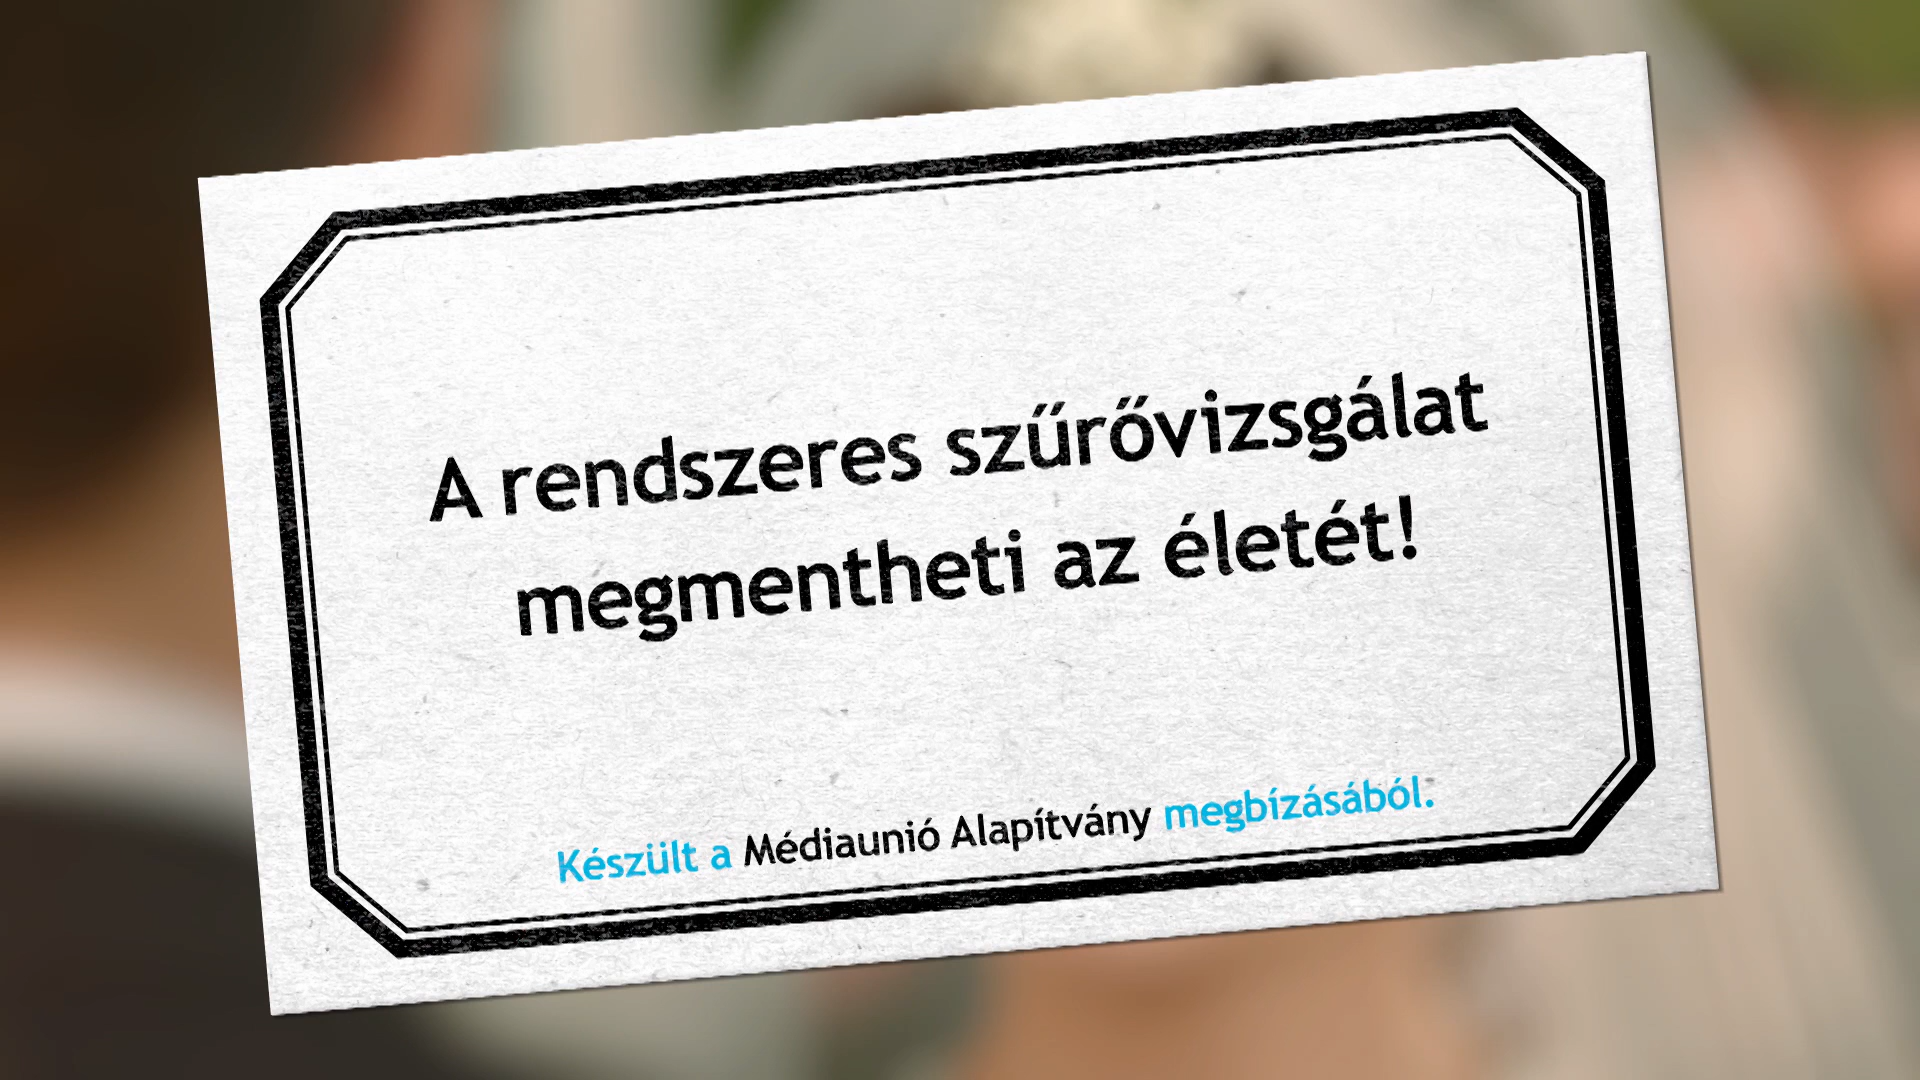 A rendszeres szűrővizsgálat
megmentheti az életét!
Készült a Médiaunió Alapítvány megbízásából.